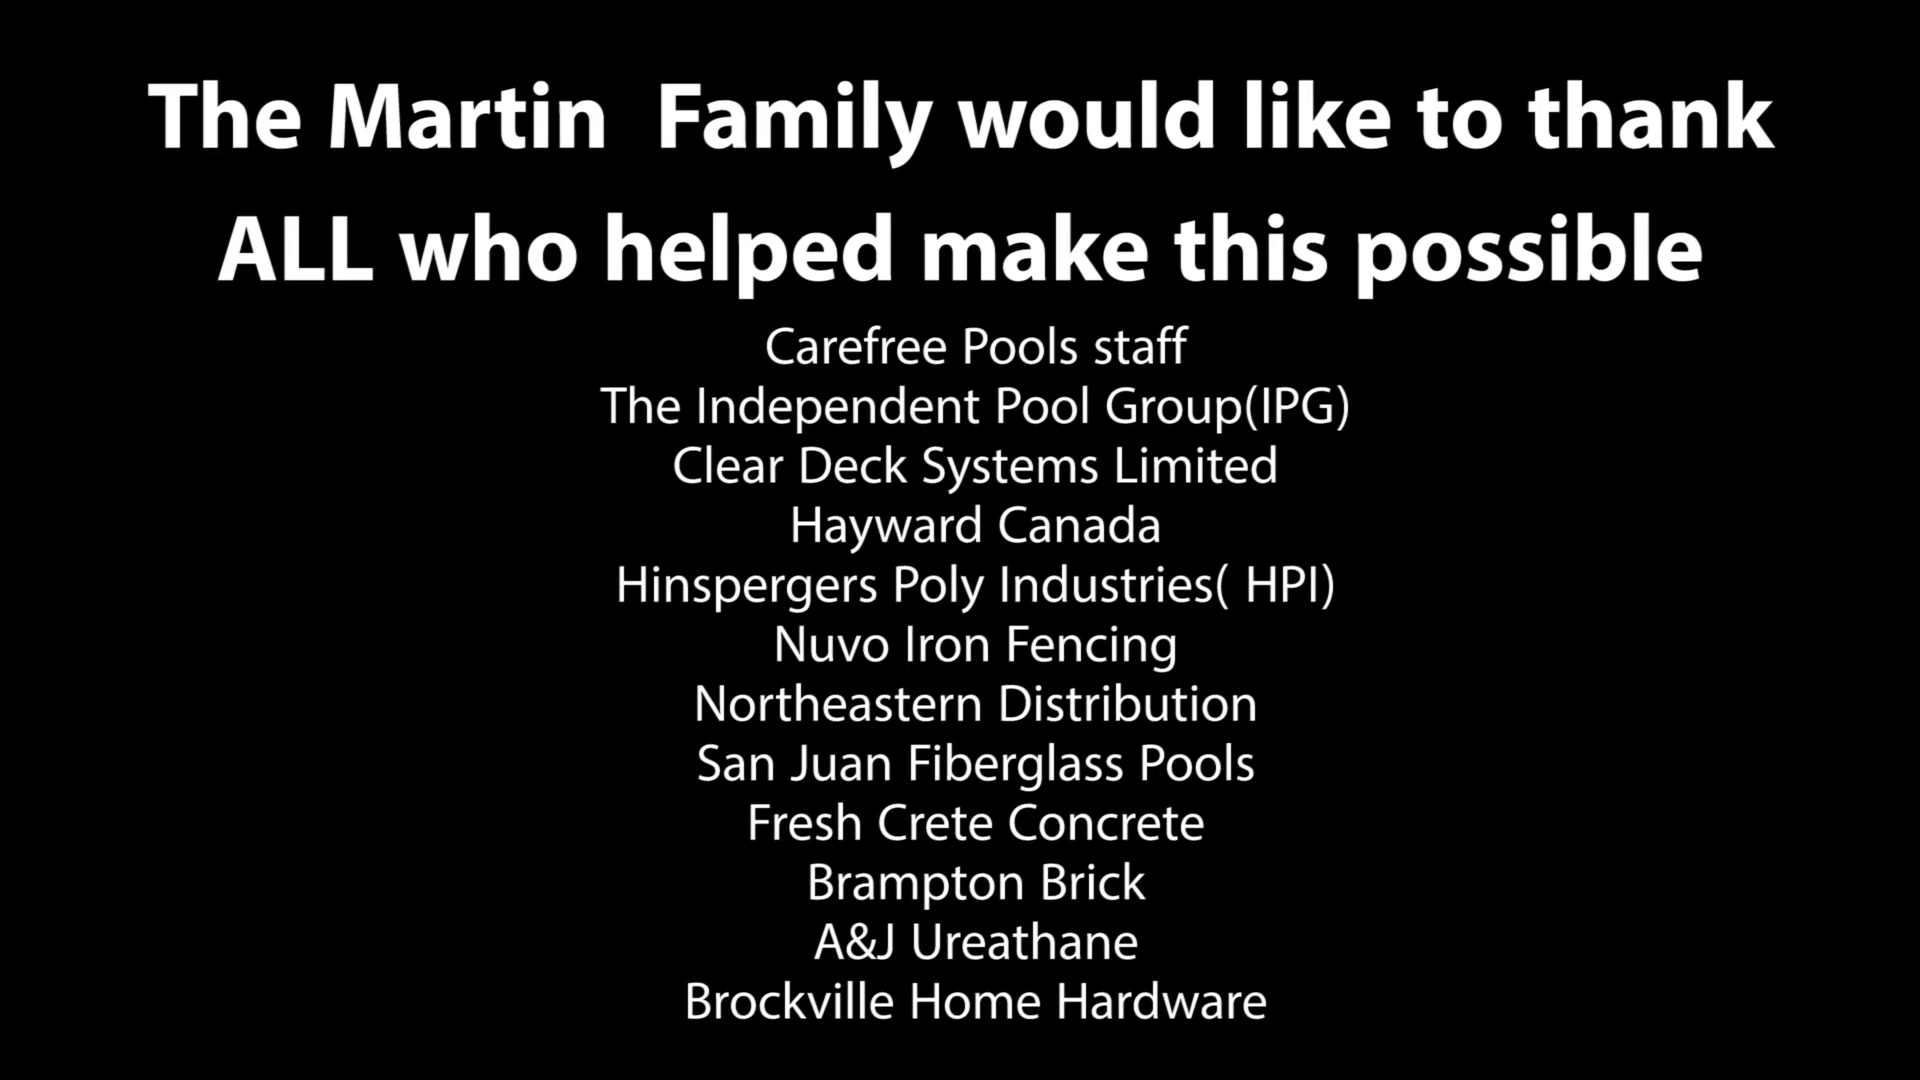 The Martin  Family would like to thank
ALL who helped make this possible
Carefree Pools staff
The Independent Pool Group(IPG)
Clear Deck Systems Limited
Hayward Canada
Hinspergers Poly Industries( HPI)
Nuvo Iron Fencing
Northeastern Distribution
San Juan Fiberglass Pools
Fresh Crete Concrete
Brampton Brick
A&J Ureathane
Brockville Home Hardware